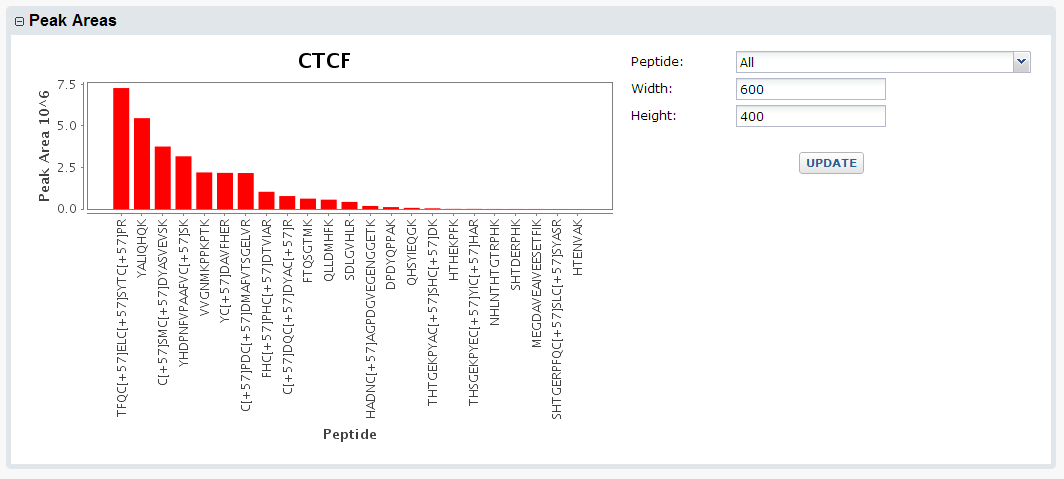 Peak Areas
CTCF
Peak Area 10^6
7.5
5.0
2.5
0.0
TFQC[+57]ELC[+57]SYTC[+57]PR
YALIQHQK
C[+57]SMC[+57]DYASVEVSK
YHDPNFVPAAFVC[+57]SK
VVGNMKPPKPTK
YC[+57]DAVFHER
C[+57]PDC[+57]DMAFVTSGELVR
FHC[+57]PHC[+57]DTVIAR
C[+57]DQC[+57]DYAC[+57]R
FTQSGTMK
QLLDMHFK
SDLGVHLR
HADNC[+57]AGPDGVEGENGGETK
DPDYQPPAK
QHSYIEQGK
THTGEKPYAC[+57]SHC[+57]DK
HTHEKPFK
THSGEKPYEC[+57]YIC[+57]HAR
NHLNTHTGTRPHK
SHTDERPHK
MEGDAVEAIVEESETFIK
SHTGERPFQC[+57]SLC[+57]SYASR
HTENVAK
Peptide
Peptide:
All
Width:
600
Height:
400
UPDATE